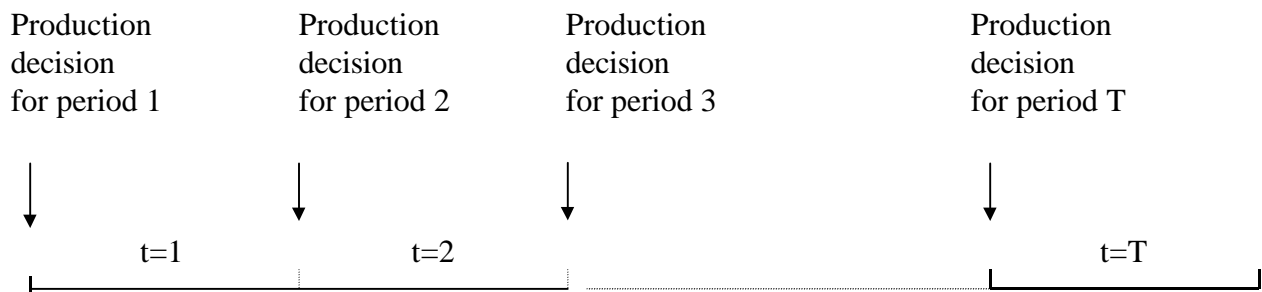 Production
decision
for period 1
Production
decision
for period 2
Production
decision
for period 3
Production
decision
for period T
t=1
t=2
t=T